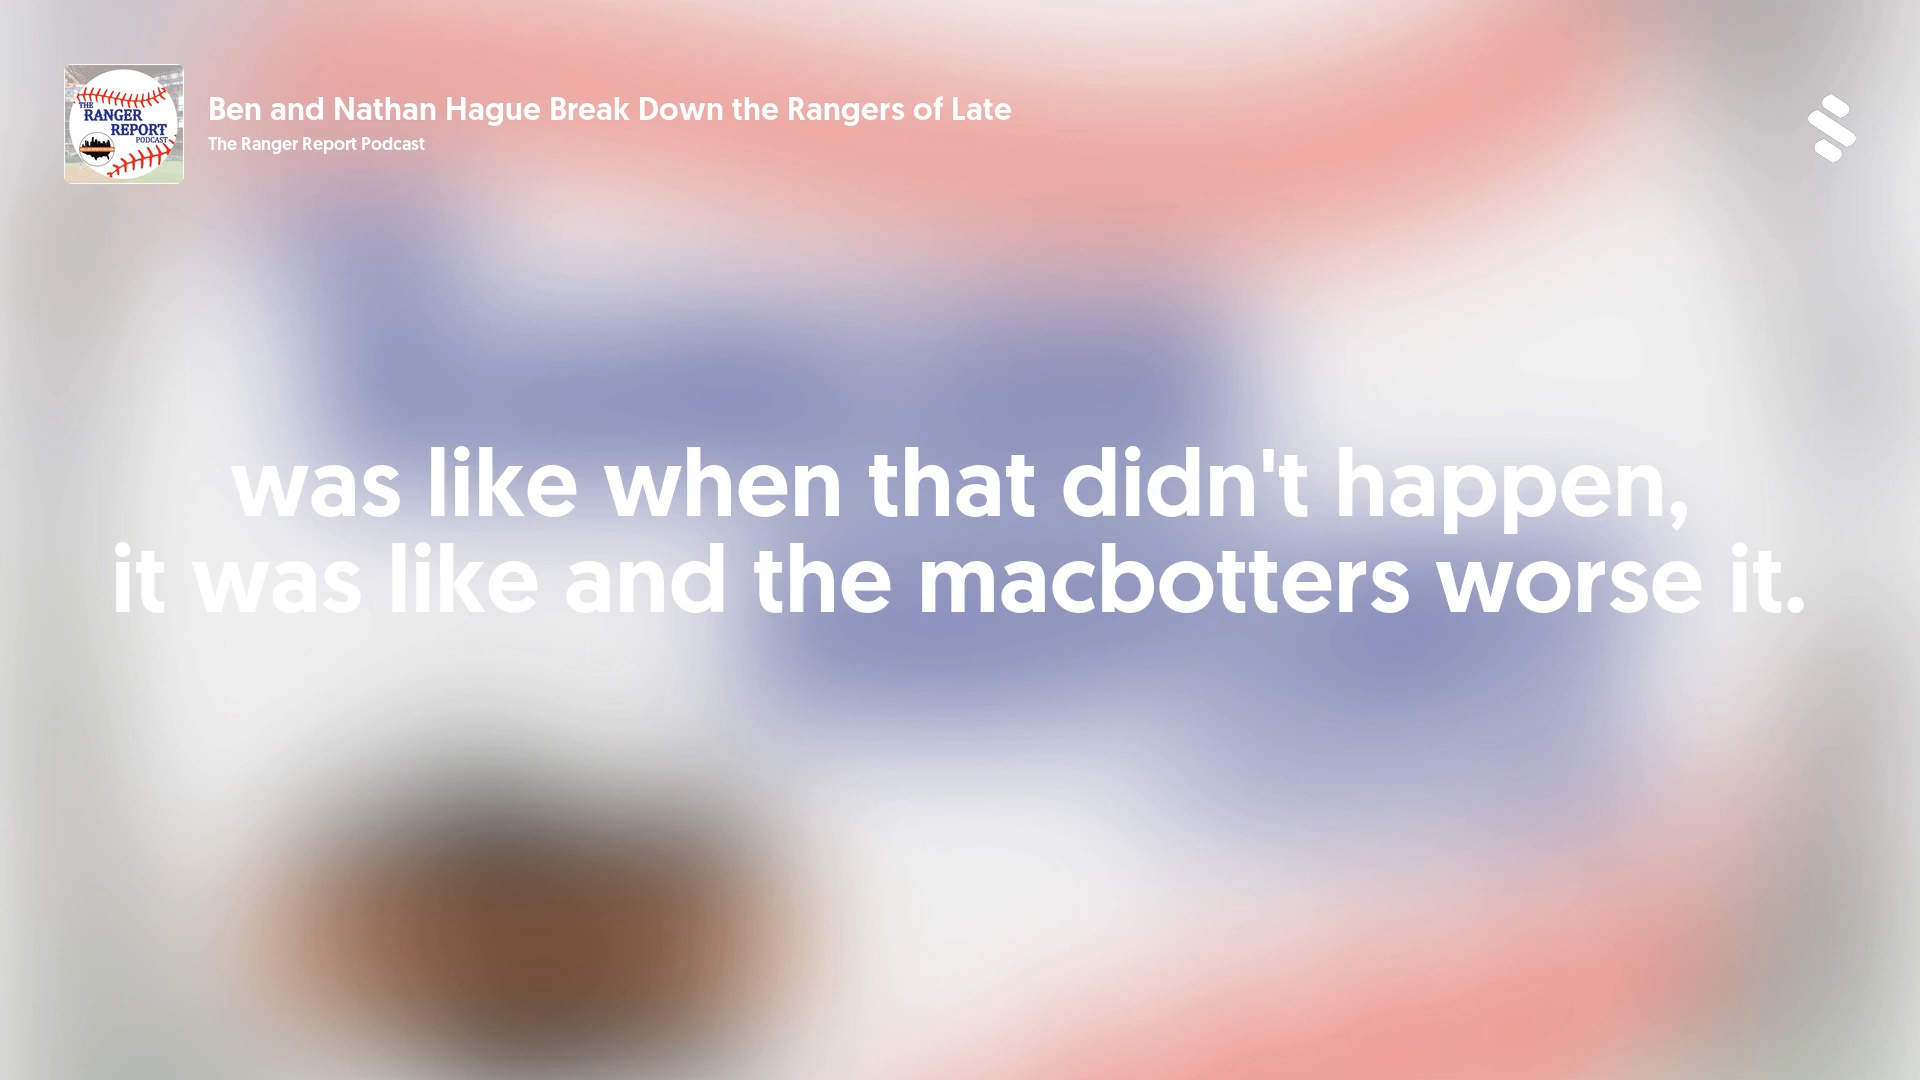 THE
RANGER
REPORT
PODCAST
Ben and Nathan Hague Break Down the Rangers of Late
The Ranger Report Podcast
was like when that didn't happen,
it was like and the macbotters worse it.